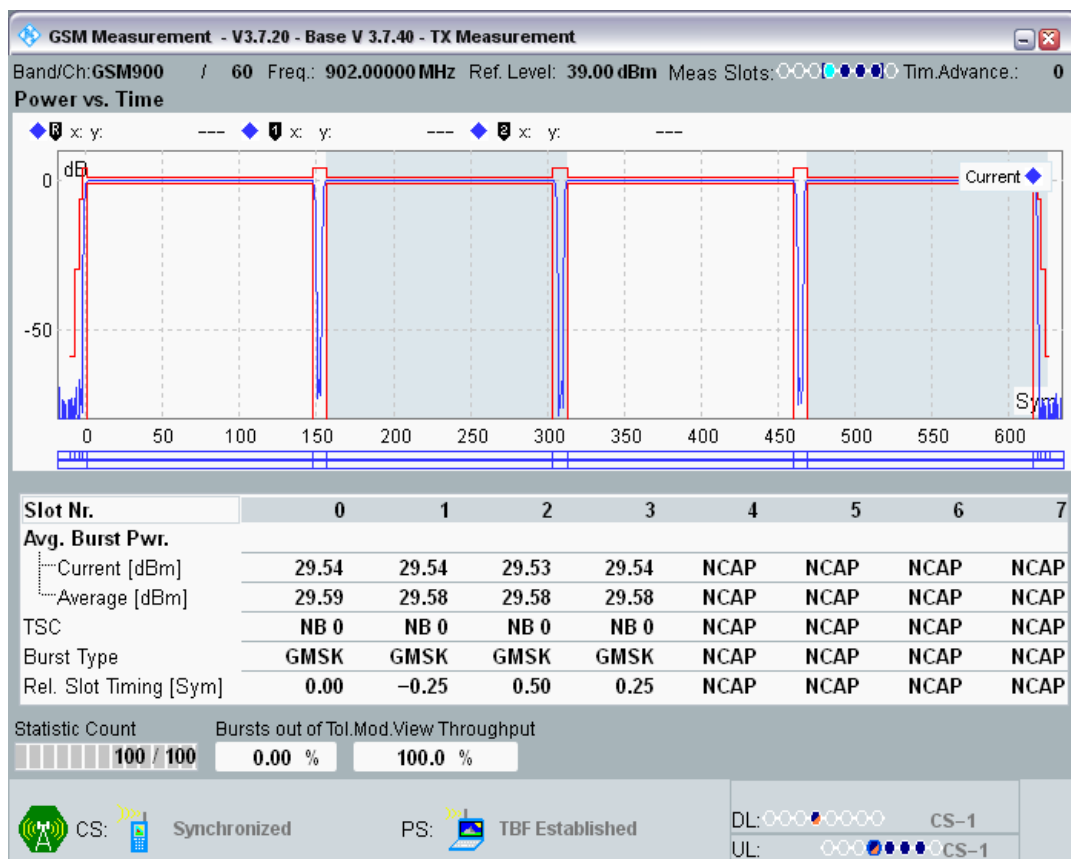 GSM Measurement - V3.7.20 - Base V 3.7.40 - TX Measurement
Band/Ch:GSM900 / 60 Freq.: 902.00000 MHz Ref. Level: 39.00 dBm Meas Slots: Tim.Advance.: 0
Power vs. Time
R x: y: --- 1 x: y: --- 2 x: y: ---
dB
Current
0
-50
Sym
0 50 100 150 200 250 300 350 400 450 500 550 600
Slot Nr. 0 1 2 3 4 5 6 7
Avg. Burst Pwr.
Current [dBm] 29.54 29.54 29.53 29.54 NCAP NCAP NCAP NCAP
Average [dBm] 29.59 29.58 29.58 29.58 NCAP NCAP NCAP NCAP
TSC NB 0 NB 0 NB 0 NB 0 NCAP NCAP NCAP NCAP
Burst Type GMSK GMSK GMSK GMSK NCAP NCAP NCAP NCAP
Rel. Slot Timing [Sym] 0.00 −0.25 0.50 0.25 NCAP NCAP NCAP NCAP
Statistic Count Bursts out of Tol.Mod.View Throughput
100 / 100 0.00 % 100.0 %
CS: Synchronized PS: TBF Established
DL: CS−1
UL: CS−1